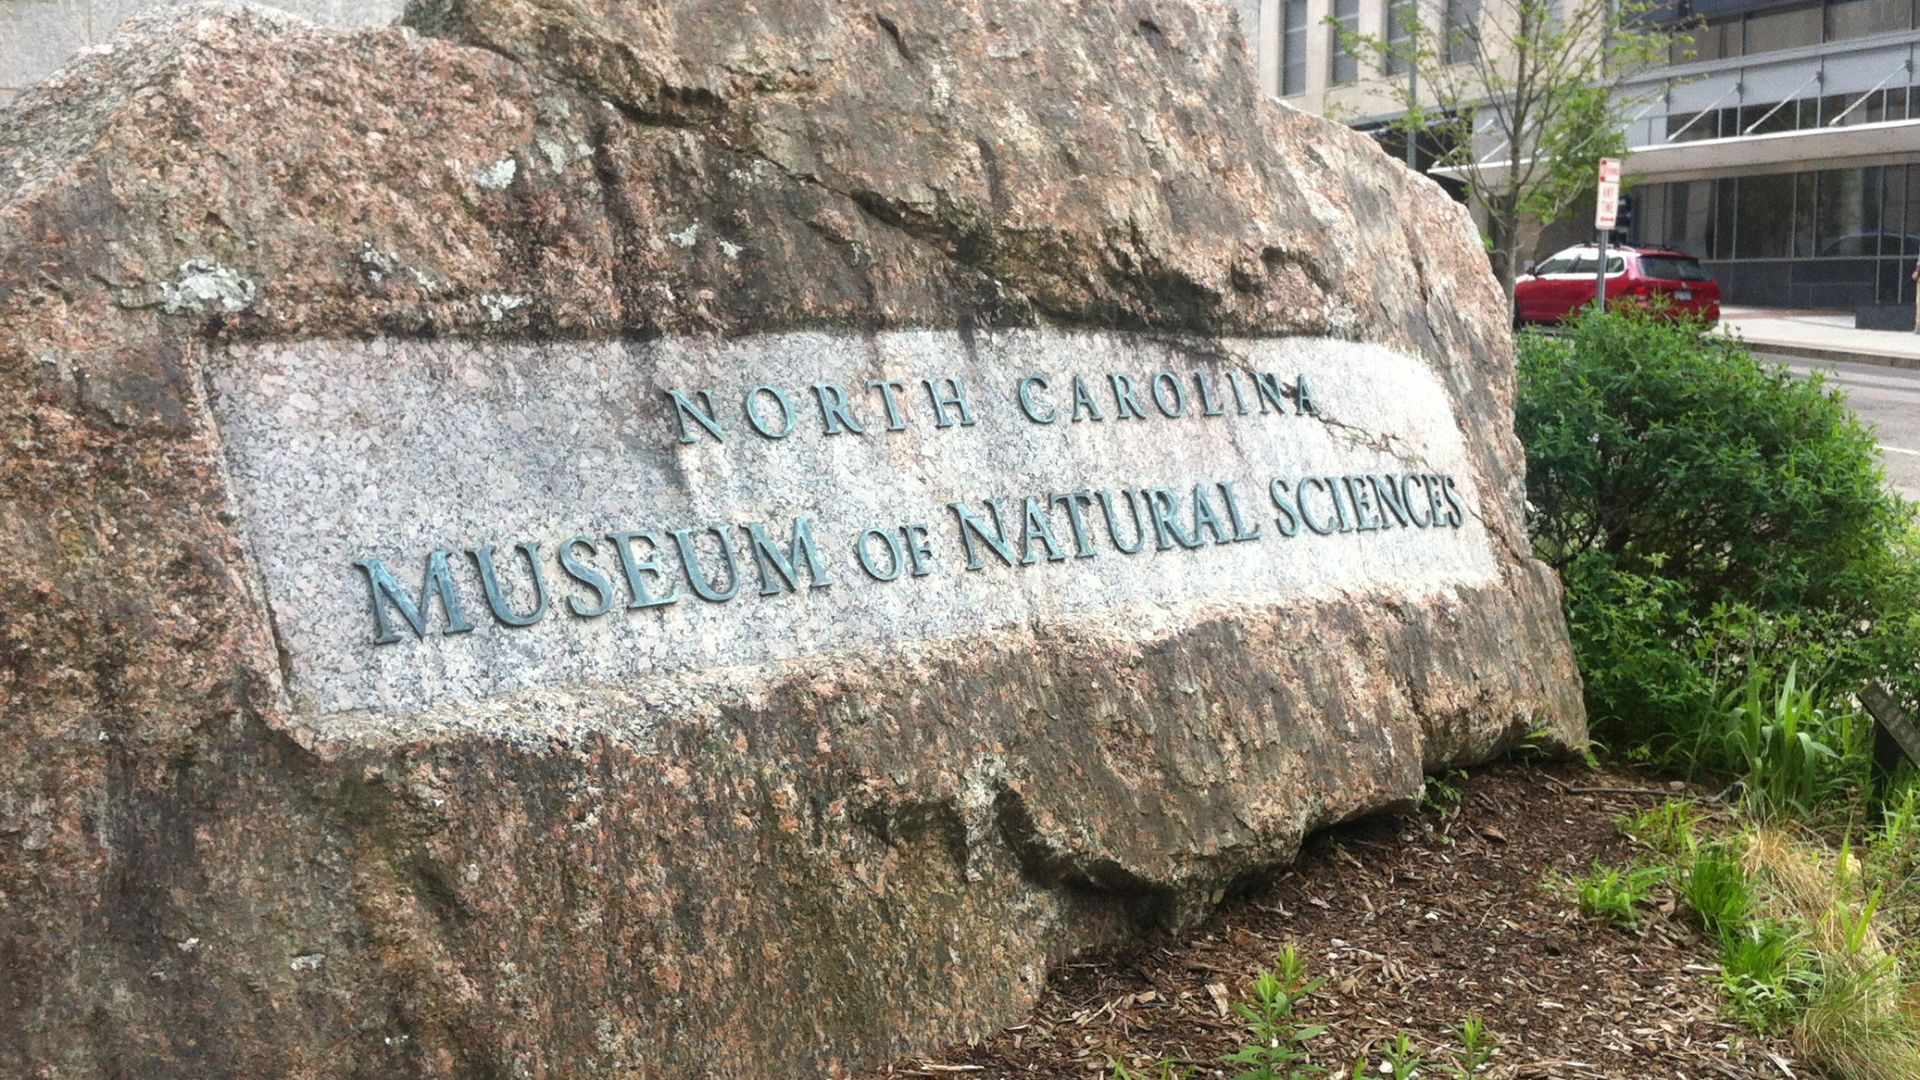 NORTH CAROLINA
MUSEUM OF NATURAL SCIENCES